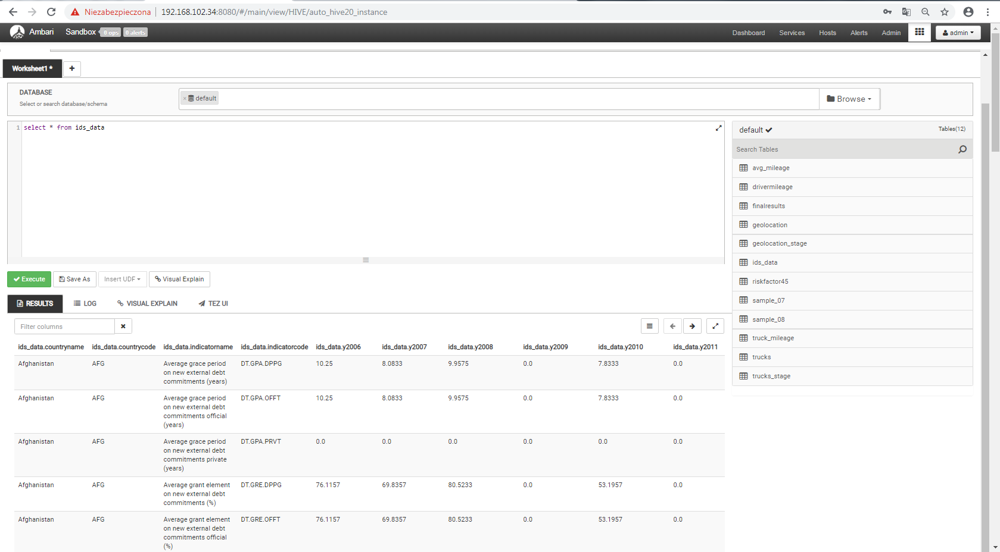 Niezabezpieczona 192.168.102.34:8080/#/main/view/HIVE/auto_hive20_instance
Ambari Sandbox 0 ops 0 alerts Dashboard Services Hosts Alerts Admin admin
Worksheet1 * +
DATABASE
Select or search database/schema
× default
Browse
1 select * from ids_data
default Tables(12)
Search Tables
avg_mileage
drivermileage
finalresults
geolocation
geolocation_stage
ids_data
riskfactor45
sample_07
sample_08
truck_mileage
trucks
trucks_stage
Execute Save As Insert UDF Visual Explain
RESULTS LOG VISUAL EXPLAIN TEZ UI
Filter columns
ids_data.countryname ids_data.countrycode ids_data.indicatorname ids_data.indicatorcode ids_data.y2006 ids_data.y2007 ids_data.y2008 ids_data.y2009 ids_data.y2010 ids_data.y2011
Afghanistan AFG Average grace period DT.GPA.DPPG 10.25 8.0833 9.9575 0.0 7.8333 0.0
on new external debt
commitments (years)
Afghanistan AFG Average grace period DT.GPA.OFFT 10.25 8.0833 9.9575 0.0 7.8333 0.0
on new external debt
commitments official
(years)
Afghanistan AFG Average grace period DT.GPA.PRVT 0.0 0.0 0.0 0.0 0.0 0.0
on new external debt
commitments private
(years)
Afghanistan AFG Average grant element DT.GRE.DPPG 76.1157 69.8357 80.5233 0.0 53.1957 0.0
on new external debt
commitments (%)
Afghanistan AFG Average grant element DT.GRE.OFFT 76.1157 69.8357 80.5233 0.0 53.1957 0.0
on new external debt
commitments official
(%)